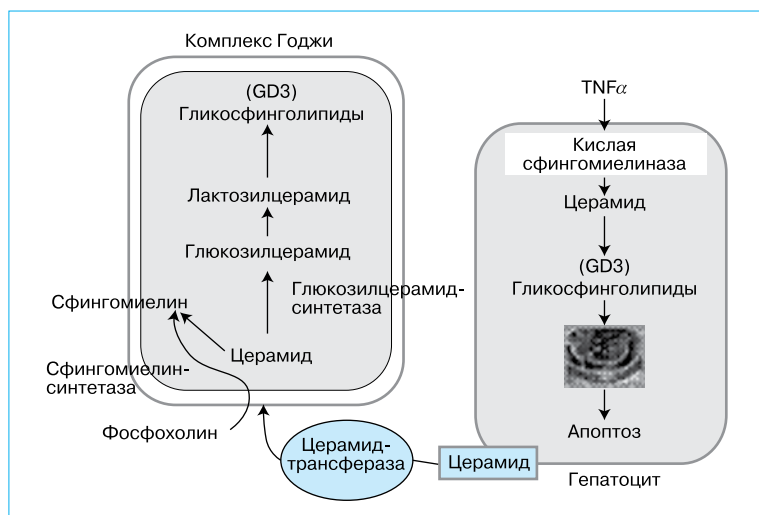 Комплекс Годжи
(GD3)
Гликосфинголипиды
Лактозилцерамид
Глюкозилцерамид
Глюкозилцерамид-
синтетаза
Сфингомиелин
Церамид
Сфингомиелин-
синтетаза
Фосфохолин
Церамид-
трансфераза
Церамид
TNFα
Кислая
сфингомиелиназа
Церамид
(GD3)
Гликосфинголипиды
Апоптоз
Гепатоцит